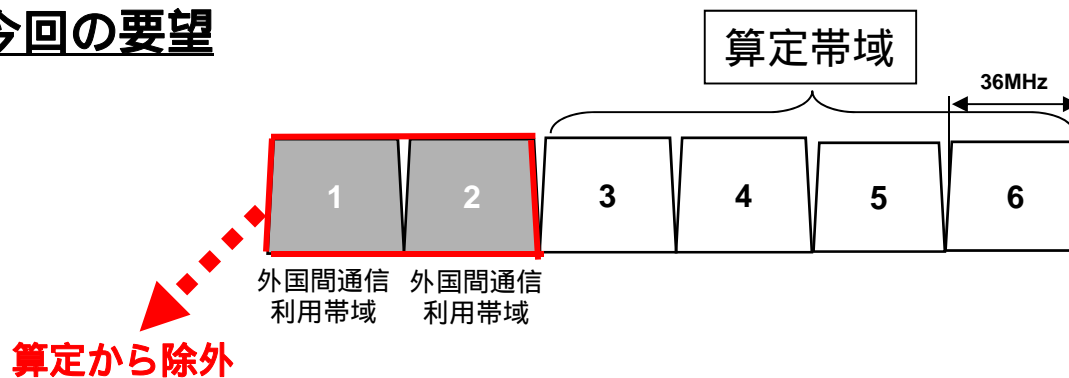 今回の要望
算定帯域
36MHz
1
2
3
4
5
6
外国間通信
利用帯域
外国間通信
利用帯域
算定から除外